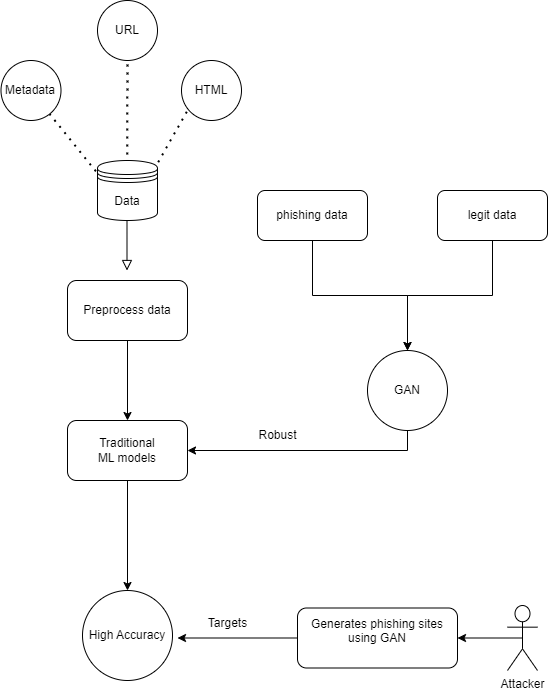 URL
Metadata
HTML
Data
phishing data
legit data
Preprocess data
GAN
Robust
Traditional
ML models
High Accuracy
Targets
Generates phishing sites
using GAN
Attacker